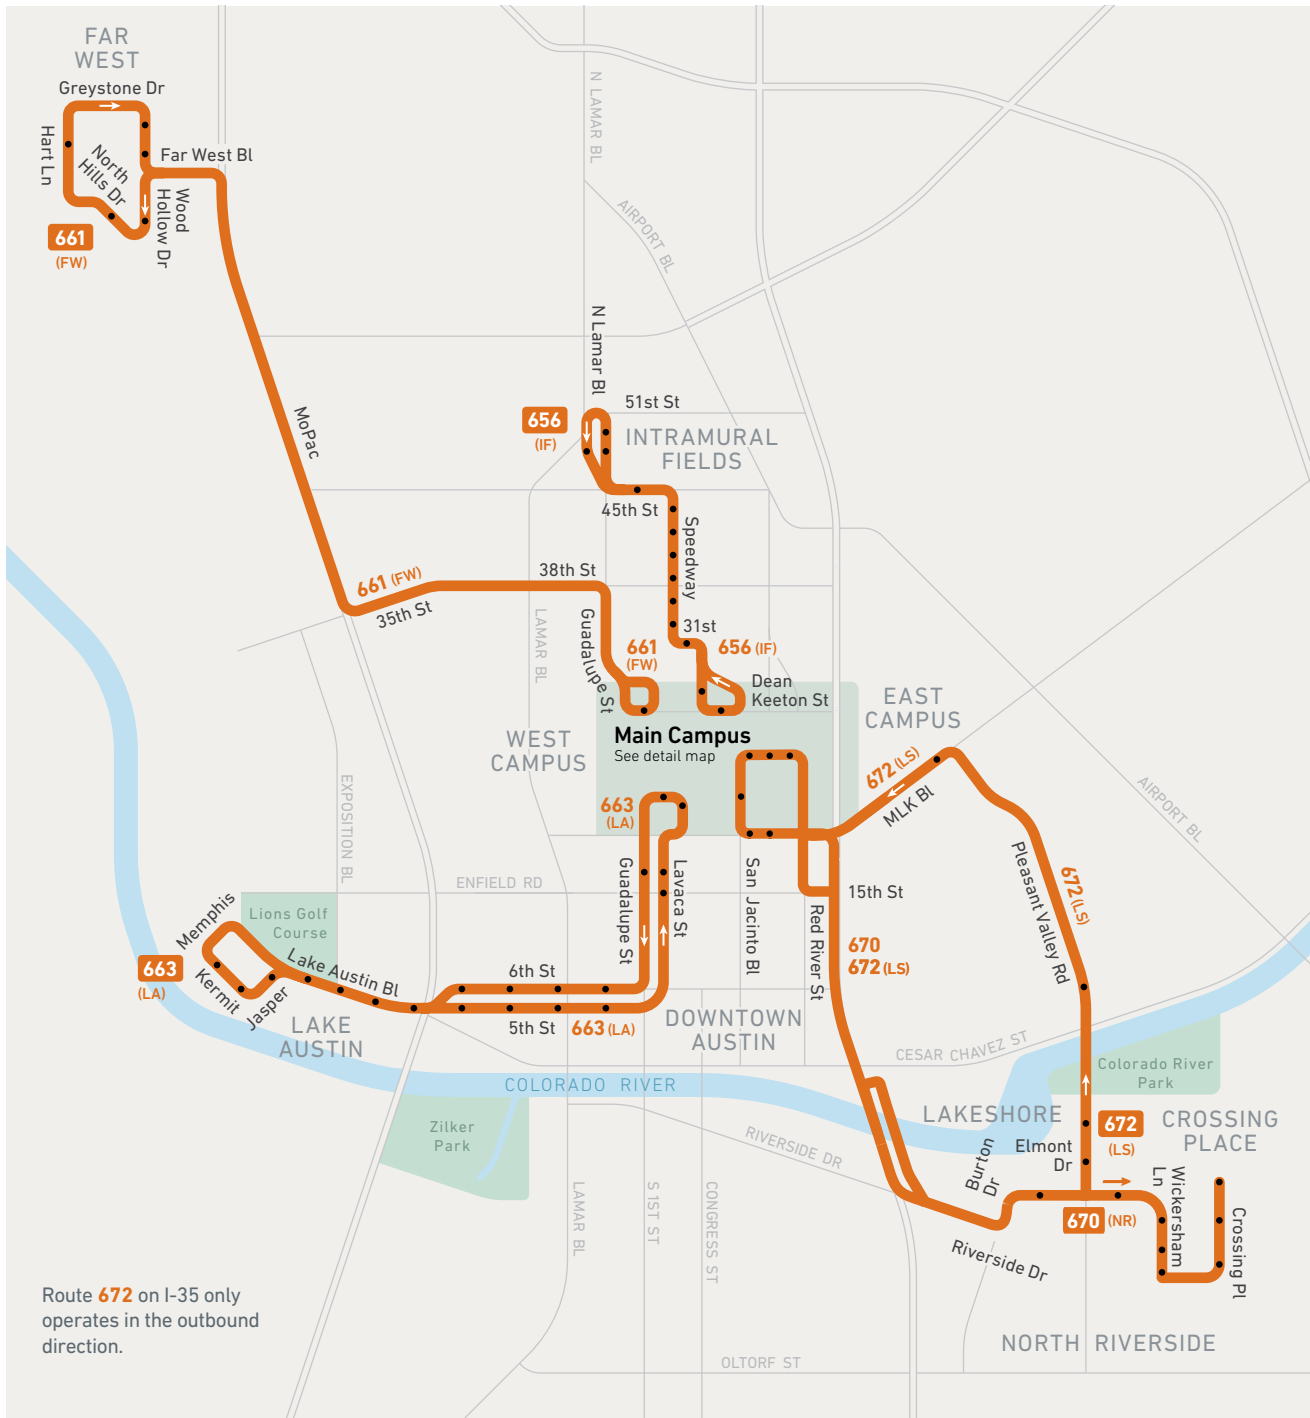 FAR
WEST
Greystone Dr
Hart Ln
North
Hills Dr
Far West Bl
Wood
Hollow Dr
661
(FW)
N LAMAR BL
AIRPORT BL
N Lamar Bl
51st St
656
(IF)
INTRAMURAL
FIELDS
MoPac
45th St
Speedway
661 (FW)
35th St
38th St
LAMAR BL
Guadalupe St
31st
661
(FW)
656 (IF)
Dean
Keeton St
EAST
CAMPUS
WEST
CAMPUS
Main Campus
See detail map
672 (LS)
MLK Bl
AIRPORT BL
EXPOSITION BL
663
(LA)
Guadalupe St
Lavaca St
San Jacinto Bl
Red River St
15th St
Pleasant Valley Rd
672 (LS)
ENFIELD RD
Lions Golf
Course
Memphis
663
(LA)
Kermit
Jasper
Lake Austin Bl
6th St
5th St
663 (LA)
670
672 (LS)
LAKE
AUSTIN
DOWNTOWN
AUSTIN
CESAR CHAVEZ ST
COLORADO RIVER
Colorado River
Park
Zilker
Park
RIVERSIDE DR
LAKESHORE
CROSSING
PLACE
672
(LS)
Elmont
Dr
Burton
Dr
Wickersham
Ln
Crossing Pl
670 (NR)
Riverside Dr
LAMAR BL
S 1ST ST
CONGRESS ST
Route 672 on I-35 only
operates in the outbound
direction.
NORTH RIVERSIDE
OLTORF ST